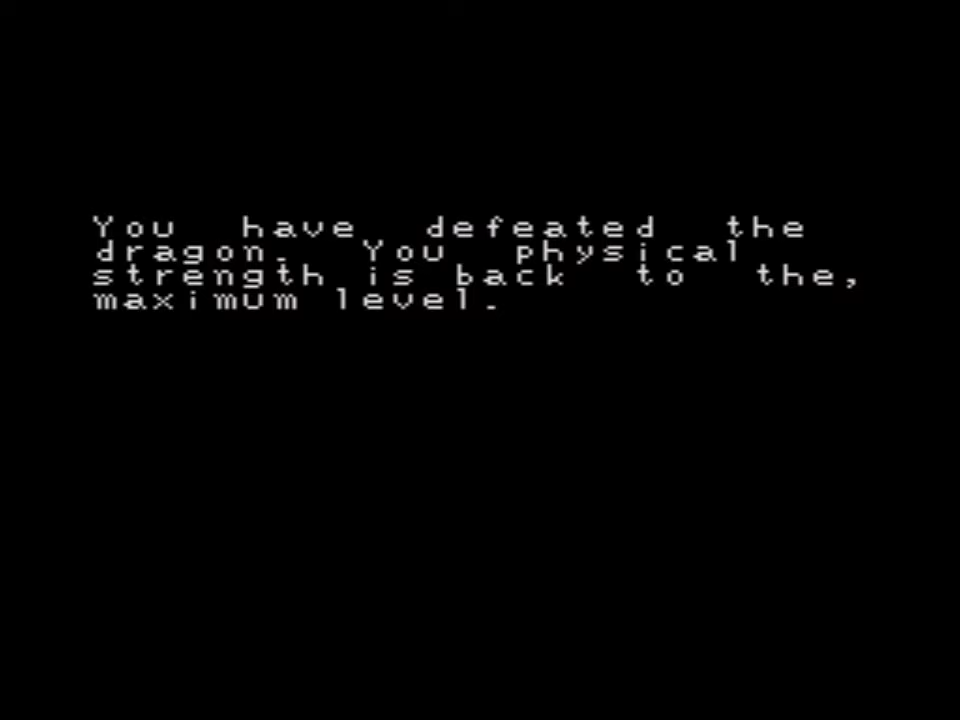 You have defeated the
dragon. You physical
strength is back to the,
maximum level.